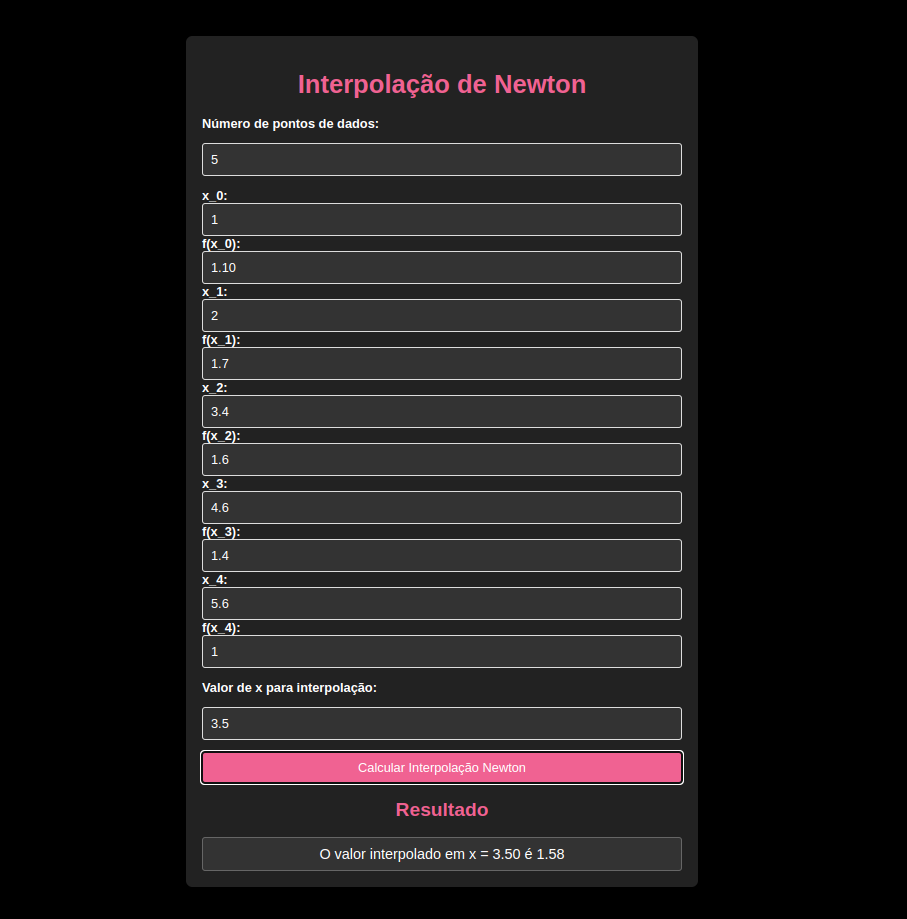 Interpolação de Newton
Número de pontos de dados:
5
x_0:
1
f(x_0):
1.10
x_1:
2
f(x_1):
1.7
x_2:
3.4
f(x_2):
1.6
x_3:
4.6
f(x_3):
1.4
x_4:
5.6
f(x_4):
1
Valor de x para interpolação:
3.5
Calcular Interpolação Newton
Resultado
O valor interpolado em x = 3.50 é 1.58